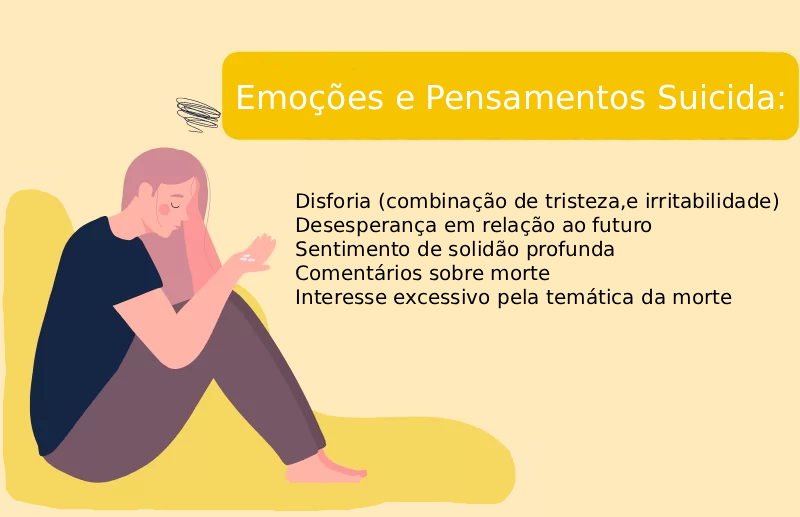 Emoções e Pensamentos Suicida:
Disforia (combinação de tristeza,e irritabilidade)
Desesperança em relação ao futuro
Sentimento de solidão profunda
Comentários sobre morte
Interesse excessivo pela temática da morte